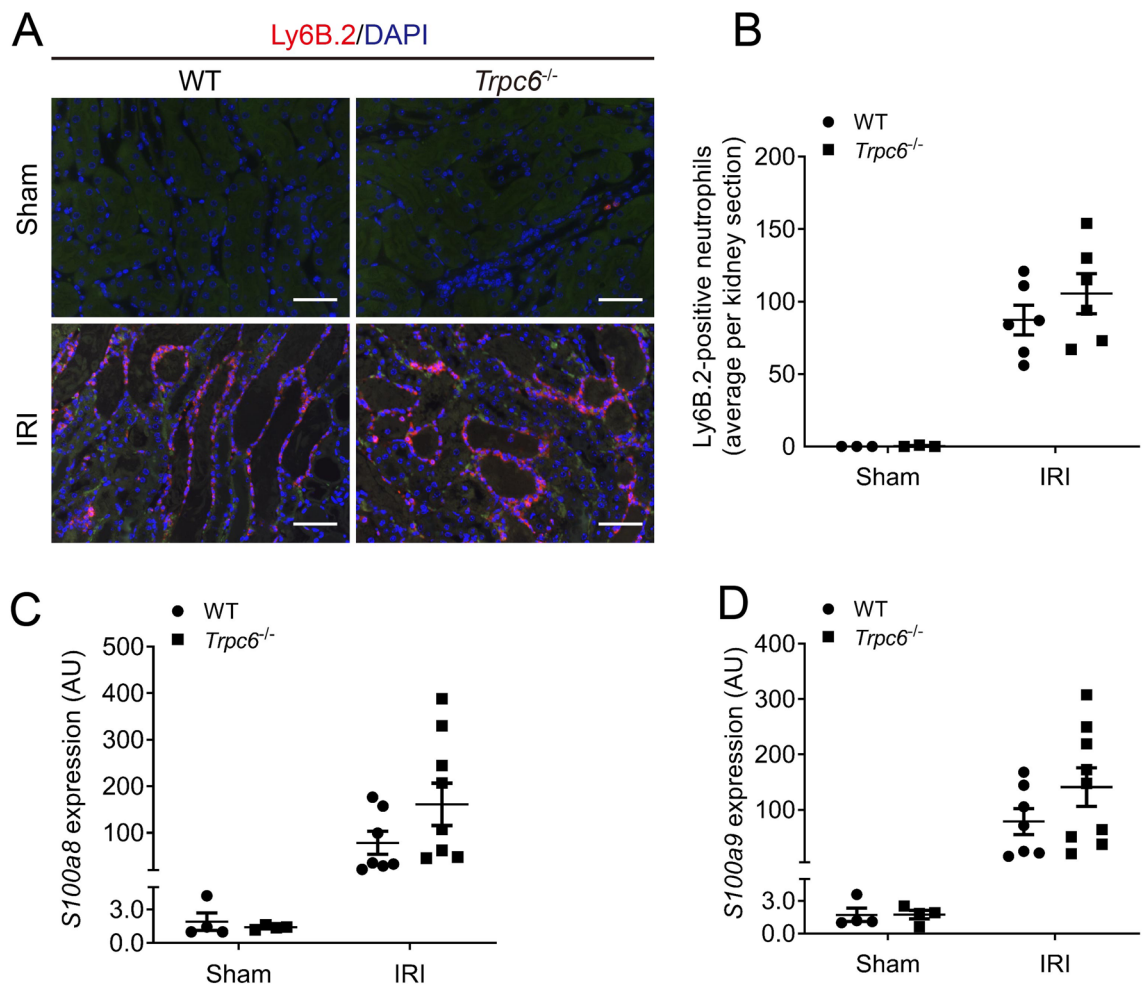 A
Ly6B.2/DAPI
WT
Trpc6-/-
Sham
IRI
B
WT
Trpc6-/-
Ly6B.2-positive neutrophils
(average per kidney section)
200
150
100
50
0
Sham
IRI
C
WT
Trpc6-/-
S100a8 expression (AU)
500
400
300
200
100
3.0
0.0
Sham
IRI
D
WT
Trpc6-/-
S100a9 expression (AU)
400
300
200
100
3.0
0.0
Sham
IRI